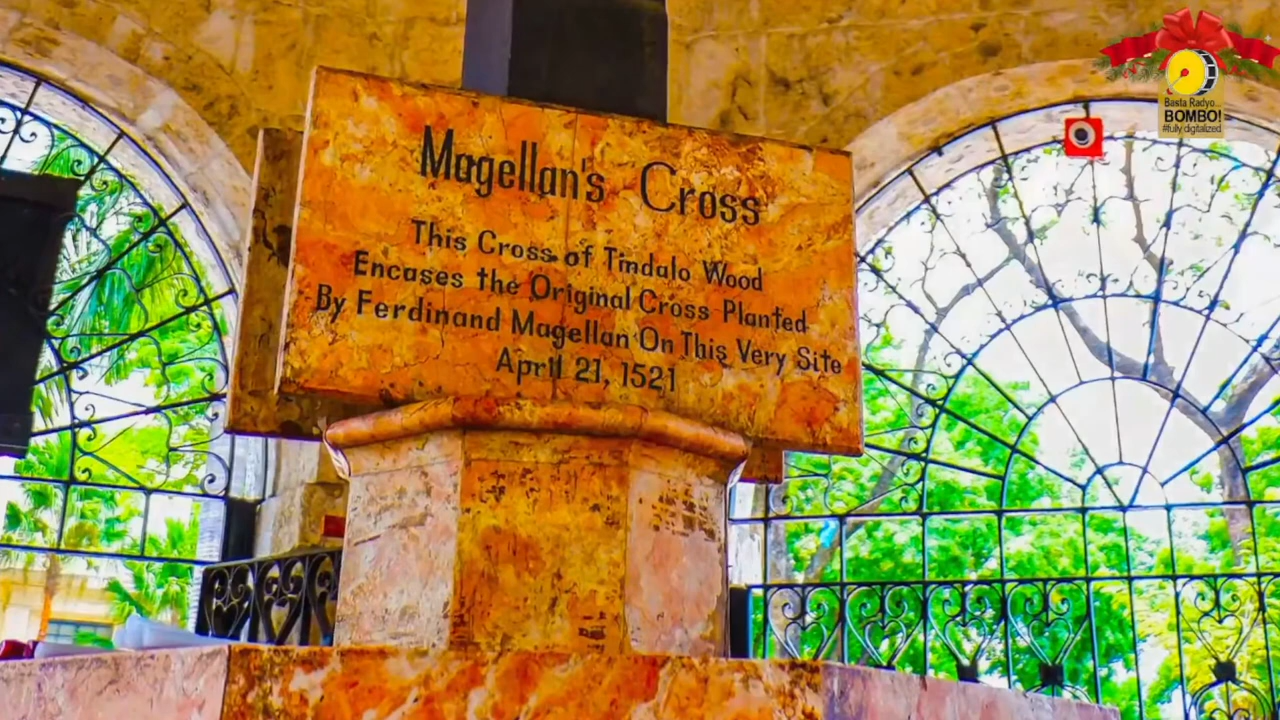 Magellan's Cross
This Cross of Tindalo Wood
Encases the Original Cross Planted
By Ferdinand Magellan On This Very Site
April 21, 1521
Basta Radyo...
BOMBO!
#fully digitalized